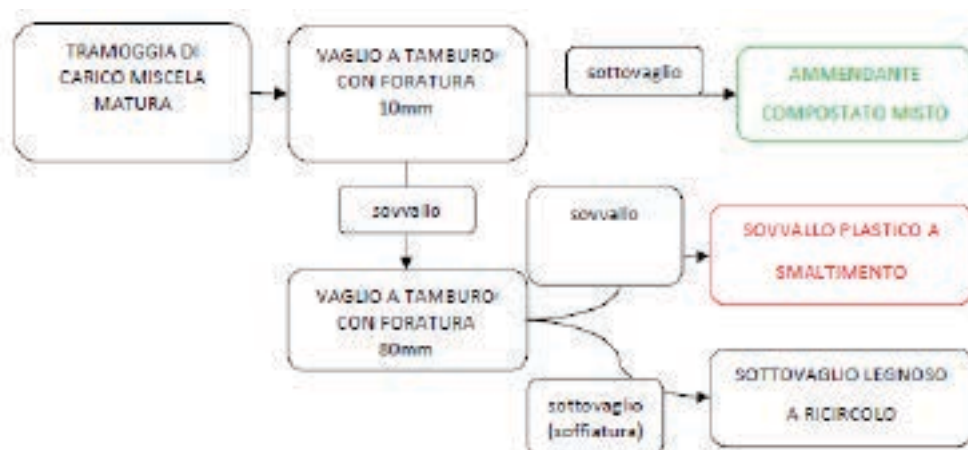 TRAMOGGIA DI
CARICO MISCELA
MATURA
VAGLIO A TAMBURO
CON FORATURA
10mm
sottovaglio
AMMENDANTE
COMPOSTATO MISTO
sovvallo
VAGLIO A TAMBURO
CON FORATURA
80mm
sovvallo
SOVVALLO PLASTICO A
SMALTIMENTO
sottovaglio
(soffiatura)
SOTTOVAGLIO LEGNOSO
A RICIRCOLO